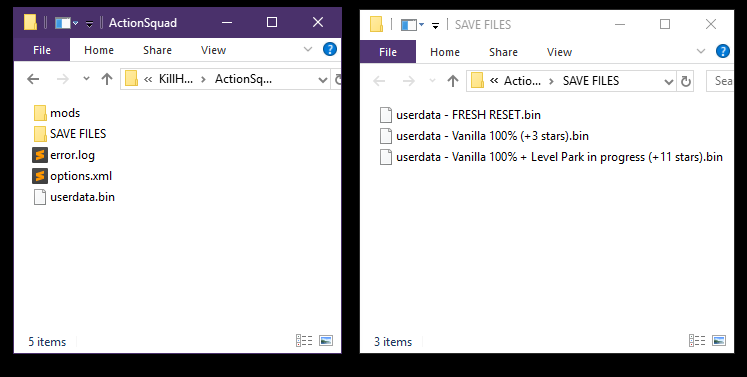 ActionSquad
File Home Share View
« KillH... › ActionSq...
mods
SAVE FILES
error.log
options.xml
userdata.bin
5 items
SAVE FILES
File Home Share View
« Actio... › SAVE FILES
Sea
userdata - FRESH RESET.bin
userdata - Vanilla 100% (+3 stars).bin
userdata - Vanilla 100% + Level Park in progress (+11 stars).bin
3 items